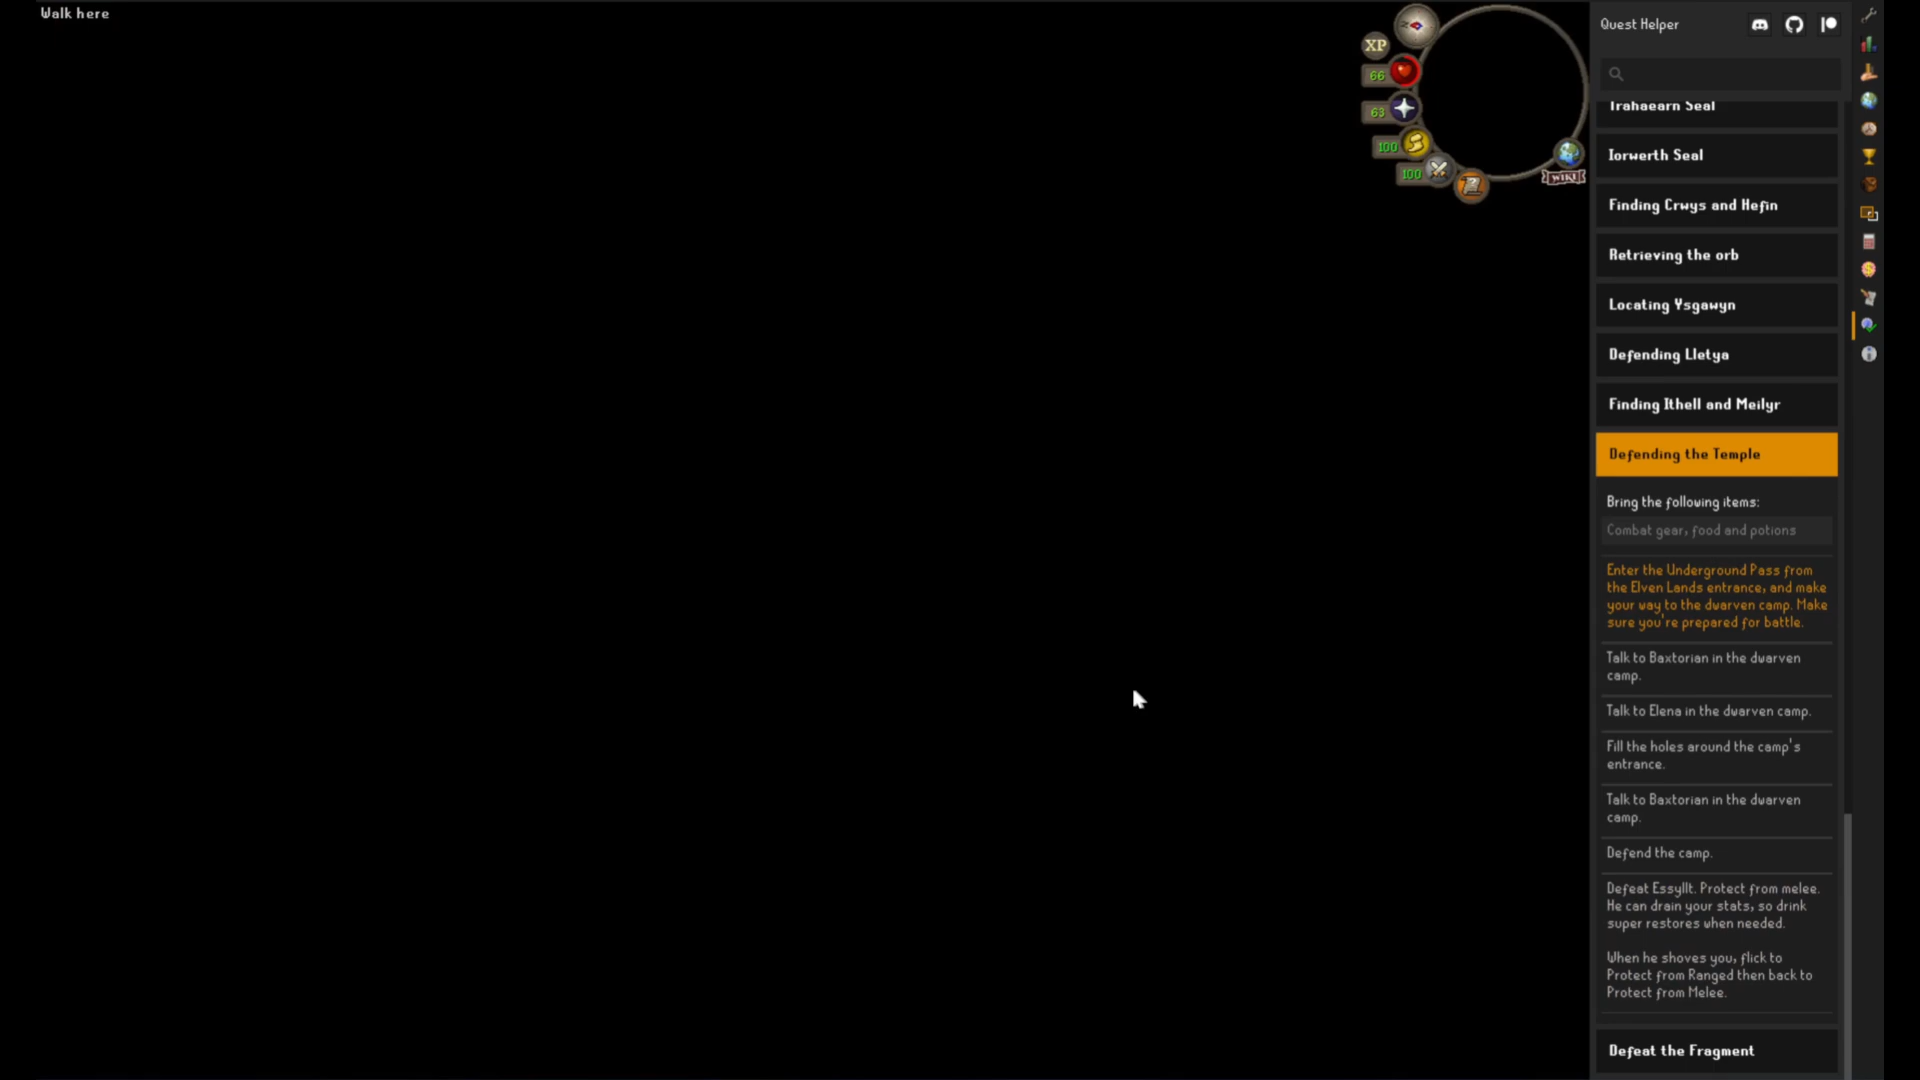 Walk here
XP
66
63
100
100
WIKI
Quest Helper
Trahaearn Seal
Iorwerth Seal
Finding Crwys and Hefin
Retrieving the orb
Locating Ysgawyn
Defending Lletya
Finding Ithell and Meilyr
Defending the Temple
Bring the following items:
Combat gear, food and potions
Enter the Underground Pass from
the Elven Lands entrance, and make
your way to the dwarven camp. Make
sure you're prepared for battle.
Talk to Baxtorian in the dwarven
camp.
Talk to Elena in the dwarven camp.
Fill the holes around the camp's
entrance.
Talk to Baxtorian in the dwarven
camp.
Defend the camp.
Defeat Essyllt. Protect from melee.
He can drain your stats, so drink
super restores when needed.
When he shoves you, flick to
Protect from Ranged then back to
Protect from Melee.
Defeat the Fragment